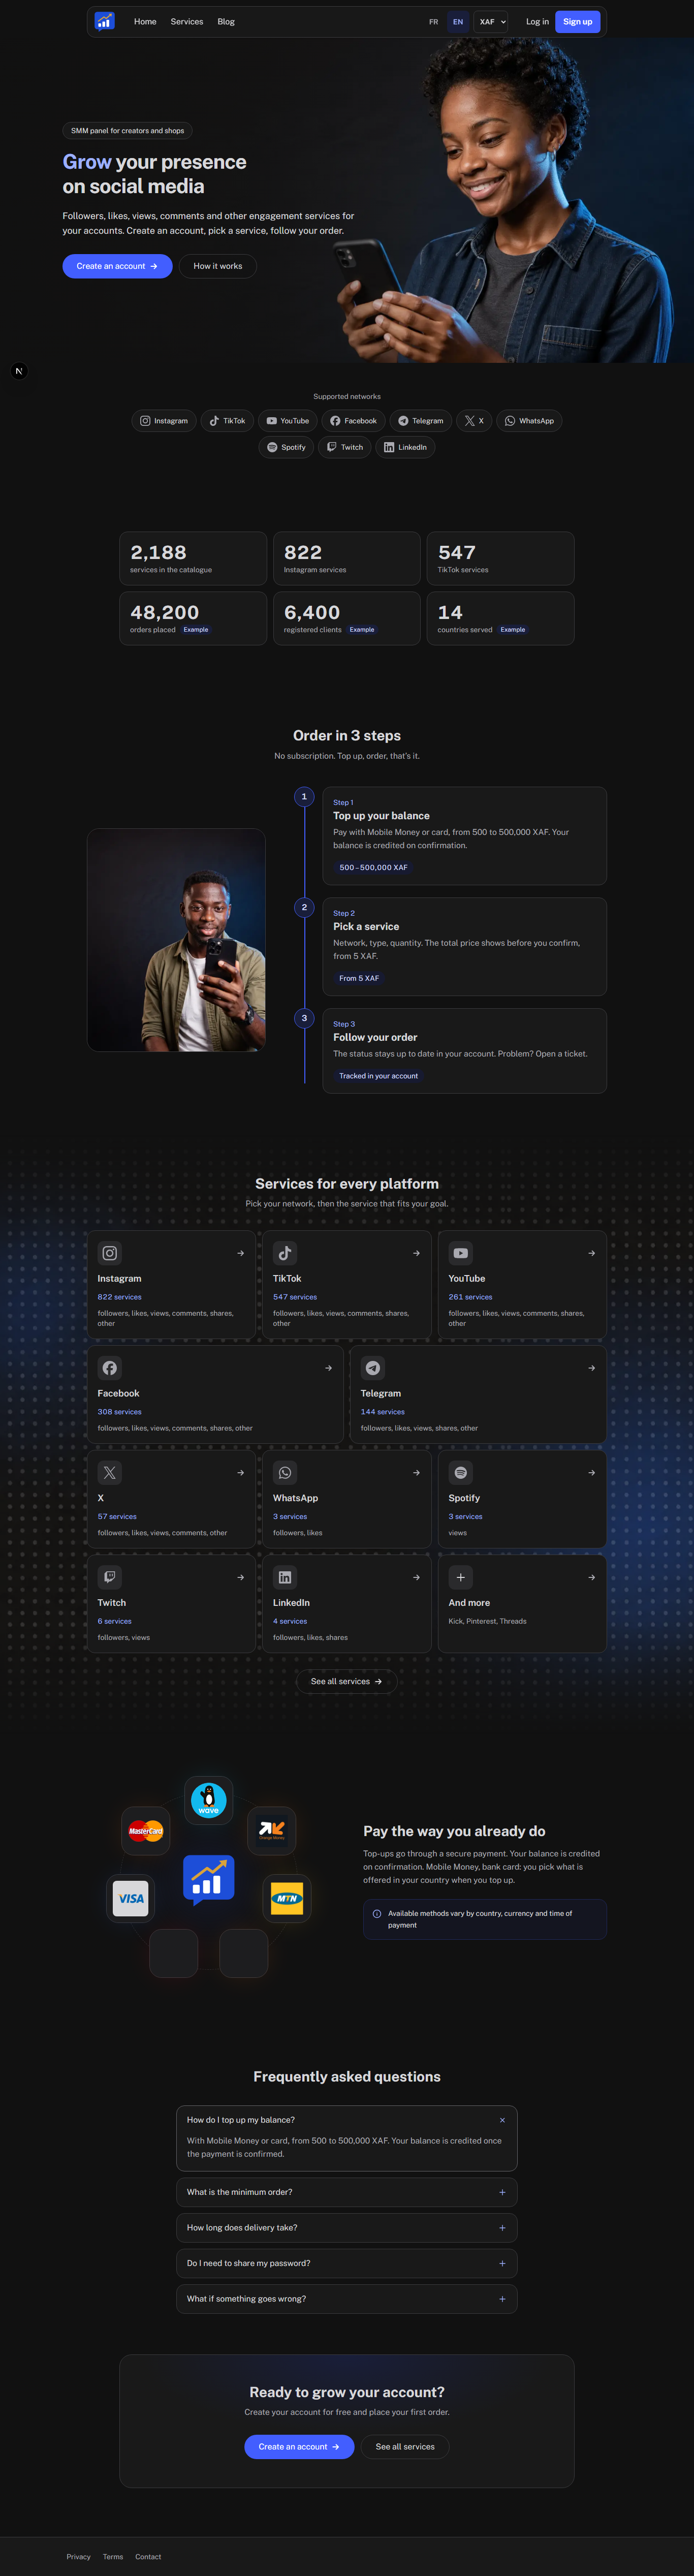 Home
Services
Blog
FR
EN
XAF
Log in
Sign up
SMM panel for creators and shops
Grow your presence
on social media
Followers, likes, views, comments and other engagement services for
your accounts. Create an account, pick a service, follow your order.
Create an account
How it works
N
Supported networks
Instagram
TikTok
YouTube
Facebook
Telegram
X
WhatsApp
Spotify
Twitch
LinkedIn
2,188
services in the catalogue
822
Instagram services
547
TikTok services
48,200
orders placed Example
6,400
registered clients Example
14
countries served Example
Order in 3 steps
No subscription. Top up, order, that's it.
1
Step 1
Top up your balance
Pay with Mobile Money or card, from 500 to 500,000 XAF. Your
balance is credited on confirmation.
500 – 500,000 XAF
2
Step 2
Pick a service
Network, type, quantity. The total price shows before you confirm,
from 5 XAF.
From 5 XAF
3
Step 3
Follow your order
The status stays up to date in your account. Problem? Open a ticket.
Tracked in your account
Services for every platform
Pick your network, then the service that fits your goal.
Instagram
822 services
followers, likes, views, comments, shares,
other
TikTok
547 services
followers, likes, views, comments, shares,
other
YouTube
261 services
followers, likes, views, comments, shares,
other
Facebook
308 services
followers, likes, views, comments, shares, other
Telegram
144 services
followers, likes, views, shares, other
X
57 services
followers, likes, views, comments, other
WhatsApp
3 services
followers, likes
Spotify
3 services
views
Twitch
6 services
followers, views
LinkedIn
4 services
followers, likes, shares
And more
Kick, Pinterest, Threads
See all services
wave
MasterCard
Orange Money
VISA
MTN
Pay the way you already do
Top-ups go through a secure payment. Your balance is credited
on confirmation. Mobile Money, bank card: you pick what is
offered in your country when you top up.
Available methods vary by country, currency and time of
payment
Frequently asked questions
How do I top up my balance?
With Mobile Money or card, from 500 to 500,000 XAF. Your balance is credited once
the payment is confirmed.
What is the minimum order?
How long does delivery take?
Do I need to share my password?
What if something goes wrong?
Ready to grow your account?
Create your account for free and place your first order.
Create an account
See all services
Privacy
Terms
Contact